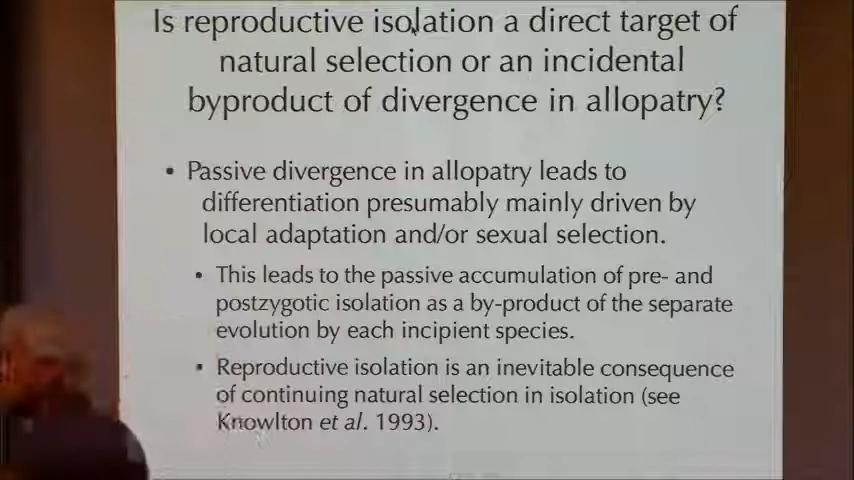 Is reproductive isolation a direct target of
natural selection or an incidental
byproduct of divergence in allopatry?
• Passive divergence in allopatry leads to
differentiation presumably mainly driven by
local adaptation and/or sexual selection.
• This leads to the passive accumulation of pre- and
postzygotic isolation as a by-product of the separate
evolution by each incipient species.
• Reproductive isolation is an inevitable consequence
of continuing natural selection in isolation (see
Knowlton et al. 1993).